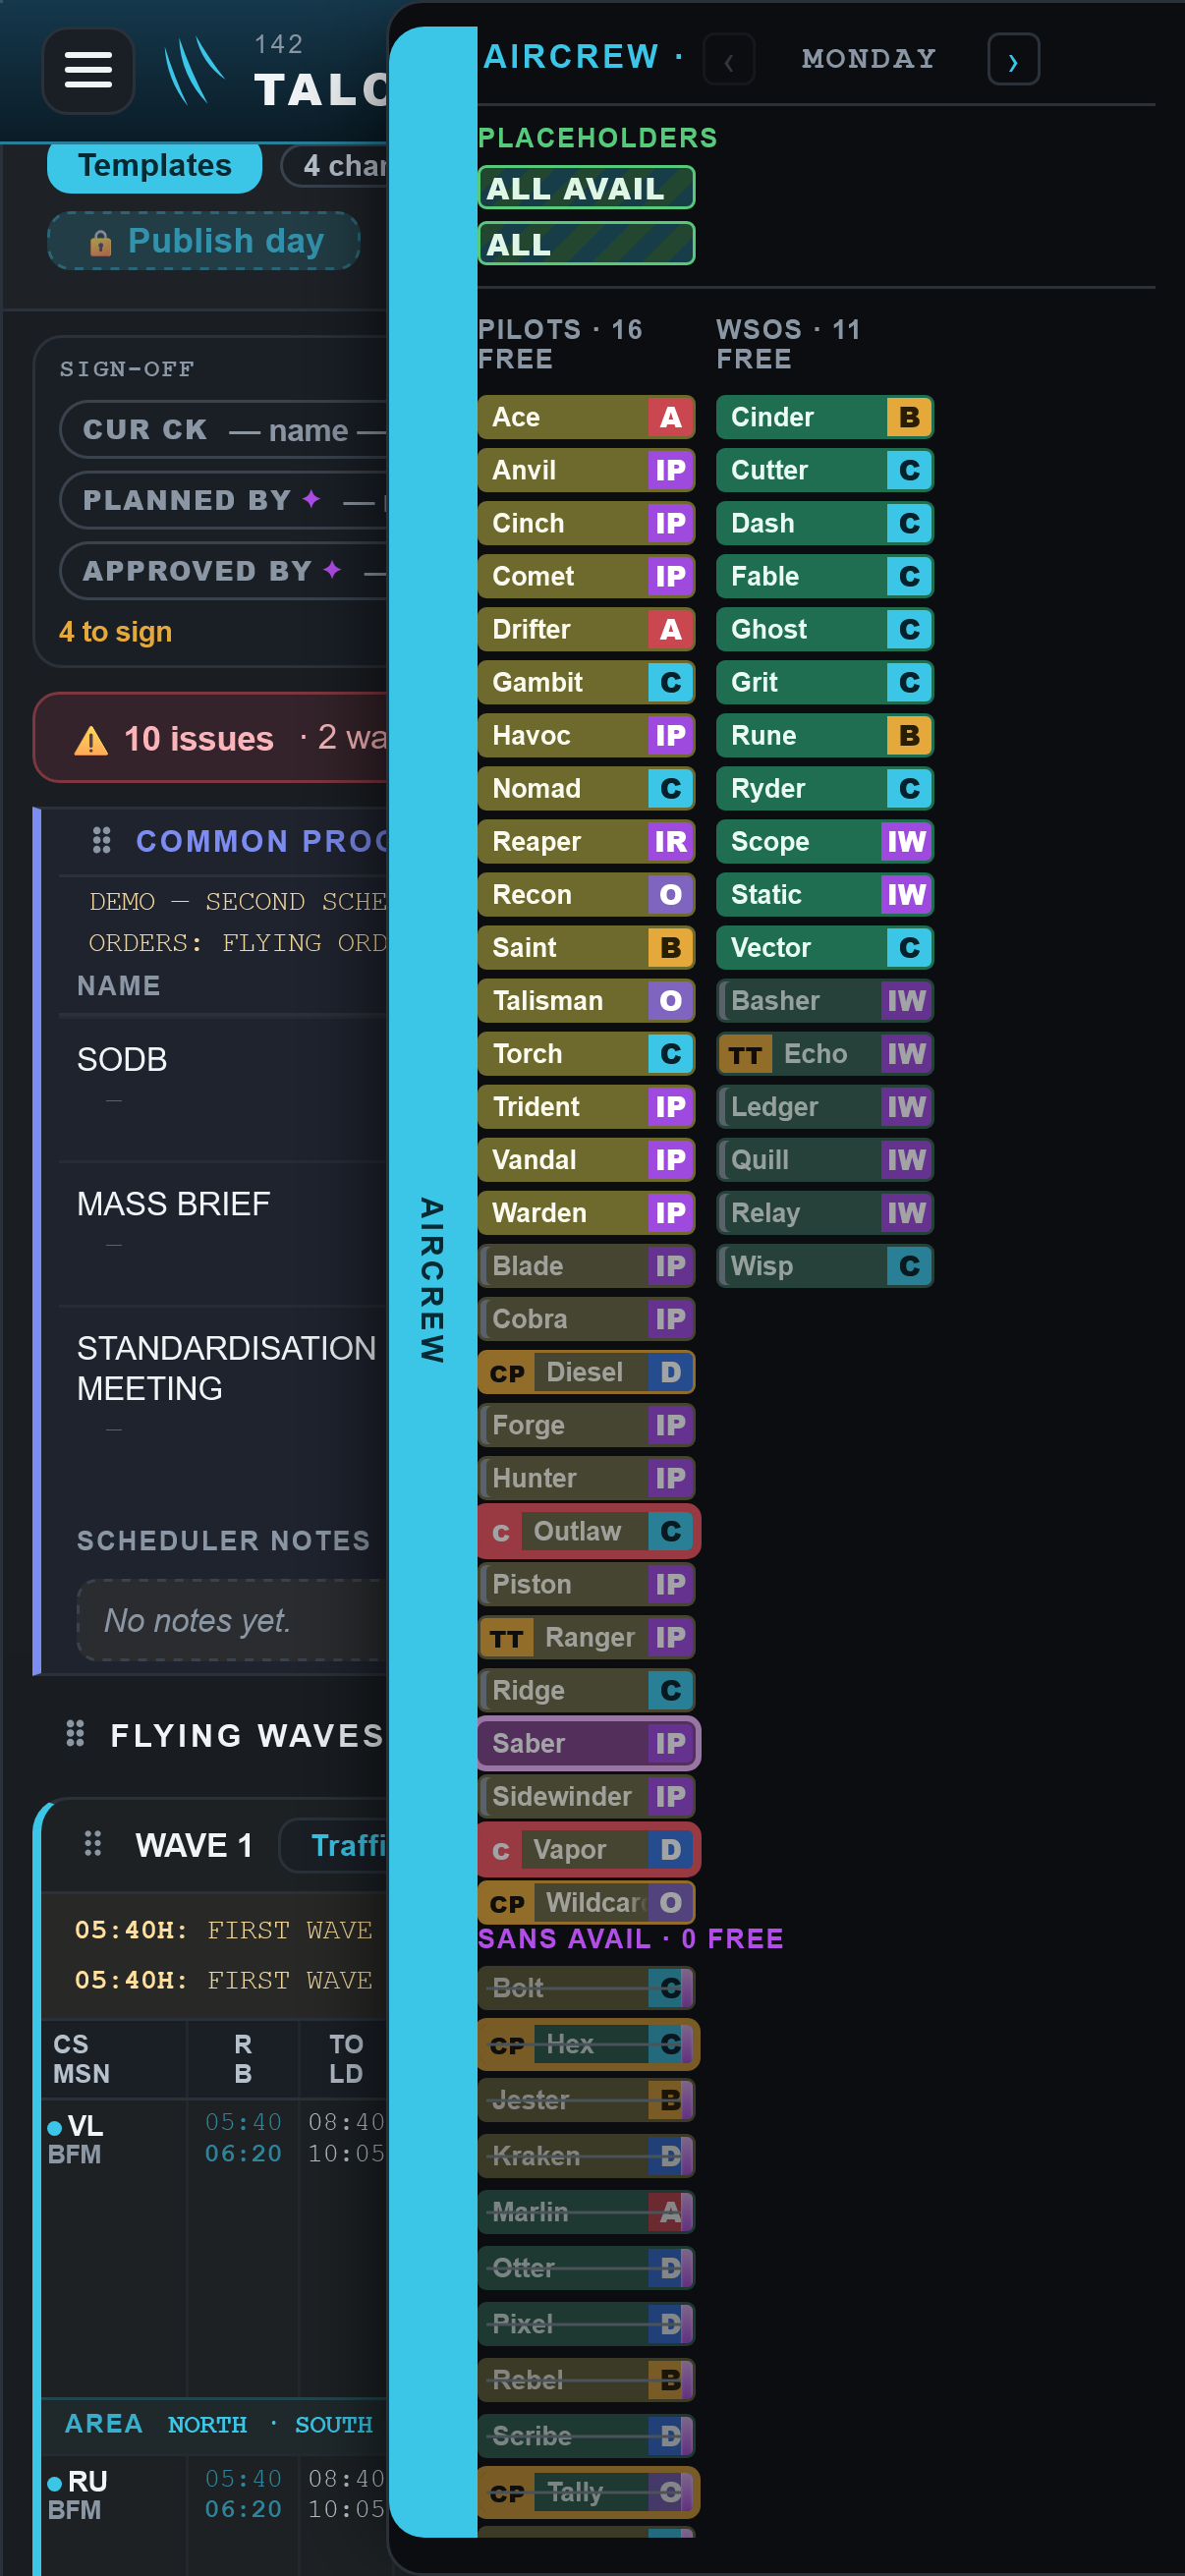 142
TALO
Templates
4 char
Publish day
SIGN-OFF
CUR CK — name —
PLANNED BY ✦ —
APPROVED BY ✦ —
4 to sign
10 issues · 2 wa
COMMON PROC
DEMO — SECOND SCHE
ORDERS: FLYING ORD
NAME
SODB
—
MASS BRIEF
—
STANDARDISATION
MEETING
—
SCHEDULER NOTES
No notes yet.
FLYING WAVES
WAVE 1 Traffi
05:40H: FIRST WAVE
05:40H: FIRST WAVE
CS R TO
MSN B LD
VL 05:40 08:40
BFM 06:20 10:05
AREA NORTH · SOUTH
RU 05:40 08:40
BFM 06:20 10:05
AIRCREW
AIRCREW · ‹ MONDAY ›
PLACEHOLDERS
ALL AVAIL
ALL
PILOTS · 16
FREE
Ace A
Anvil IP
Cinch IP
Comet IP
Drifter A
Gambit C
Havoc IP
Nomad C
Reaper IR
Recon O
Saint B
Talisman O
Torch C
Trident IP
Vandal IP
Warden IP
Blade IP
Cobra IP
CP Diesel D
Forge IP
Hunter IP
C Outlaw C
Piston IP
TT Ranger IP
Ridge C
Saber IP
Sidewinder IP
C Vapor D
CP Wildcar O
WSOS · 11
FREE
Cinder B
Cutter C
Dash C
Fable C
Ghost C
Grit C
Rune B
Ryder C
Scope IW
Static IW
Vector C
Basher IW
TT Echo IW
Ledger IW
Quill IW
Relay IW
Wisp C
SANS AVAIL · 0 FREE
Bolt C
CP Hex C
Jester B
Kraken D
Marlin A
Otter D
Pixel D
Rebel B
Scribe D
CP Tally